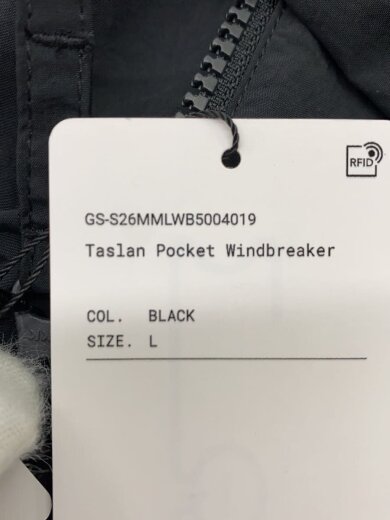 RFID
GS-S26MMLWB5004019
Taslan Pocket Windbreaker
COL. BLACK
SIZE. L